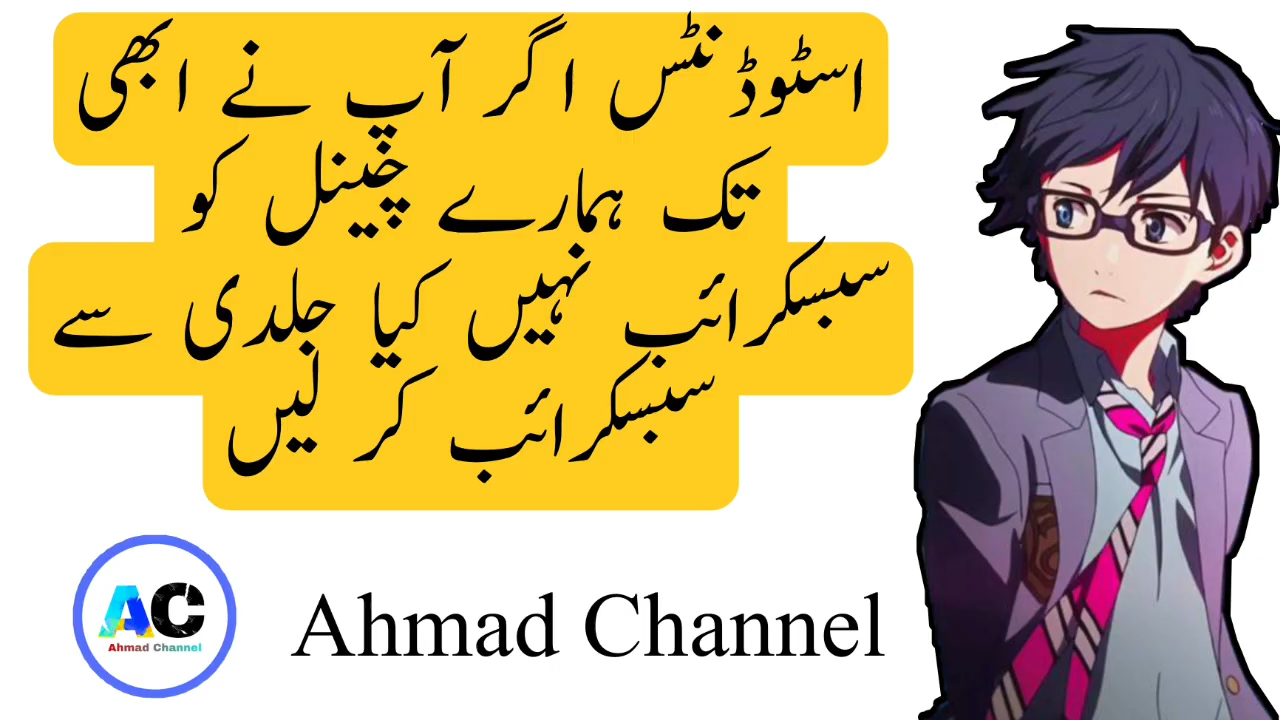 اسٹوڈنٹس اگر آپ نے ابھی
تک ہمارے چینل کو
سبسکرائب نہیں کیا جلدی سے
سبسکرائب کر لیں
AC
Ahmad Channel
Ahmad Channel